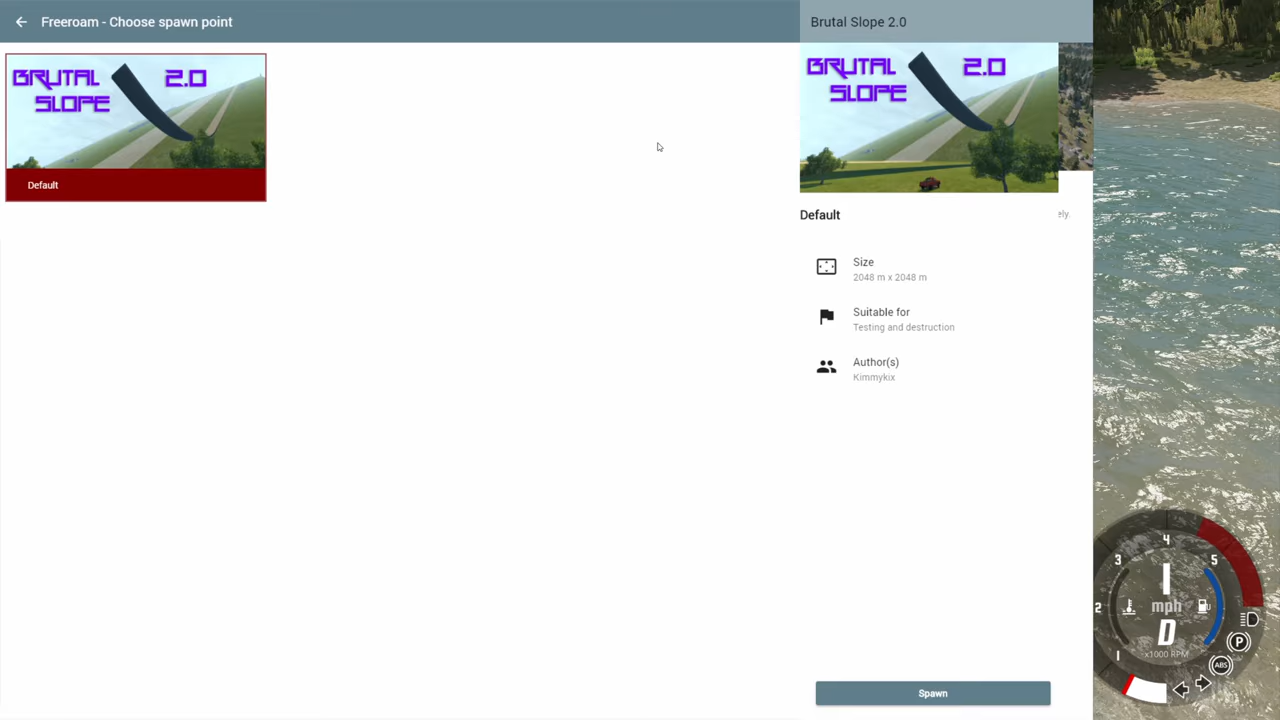 Freeroam - Choose spawn point
BRUTAL 2.0
SLOPE
Default
Brutal Slope 2.0
BRUTAL 2.0
SLOPE
Default
ely.
Size
2048 m x 2048 m
Suitable for
Testing and destruction
Author(s)
Kimmykix
Spawn
4
3
5
2
1
1
mph
D
x1000 RPM
P
ABS